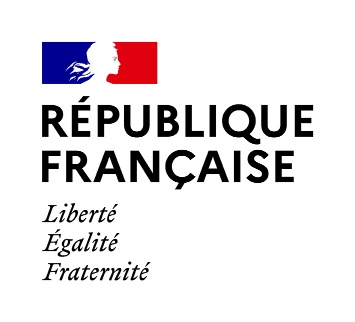 RÉPUBLIQUE
FRANÇAISE
Liberté
Égalité
Fraternité